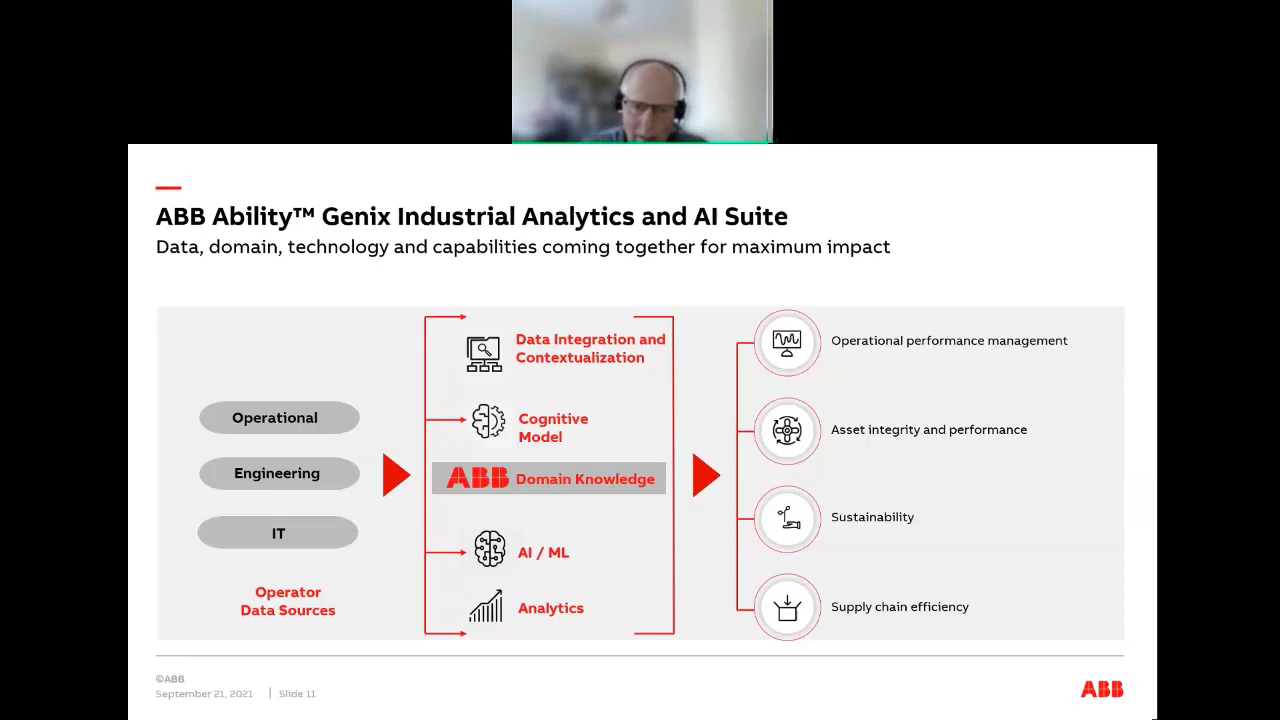 ABB Ability™ Genix Industrial Analytics and AI Suite
Data, domain, technology and capabilities coming together for maximum impact
Operational
Engineering
IT
Operator
Data Sources
Data Integration and
Contextualization
Cognitive
Model
ABB Domain Knowledge
AI / ML
Analytics
Operational performance management
Asset integrity and performance
Sustainability
Supply chain efficiency
©ABB
September 21, 2021 | Slide 11
ABB